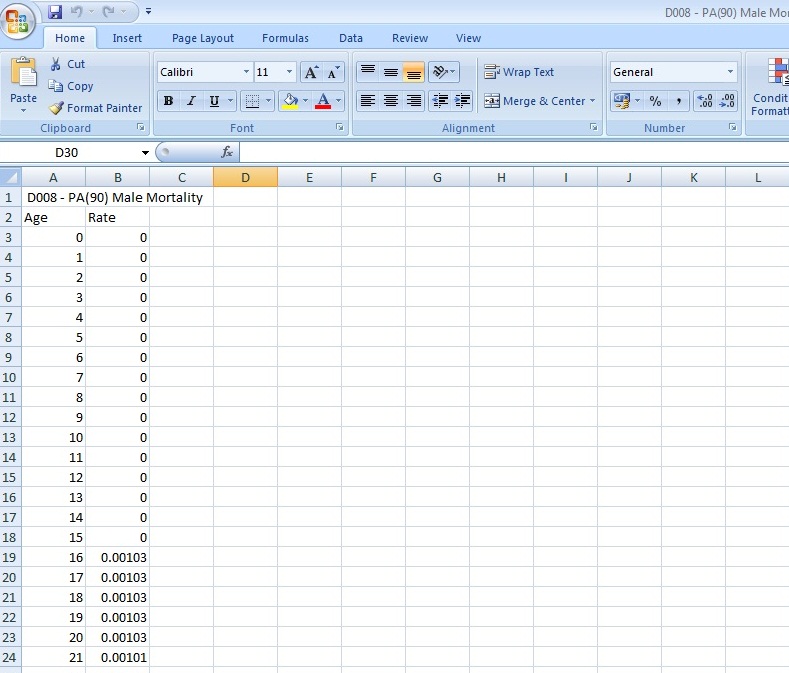 D008 - PA(90) Male Mor
Home Insert Page Layout Formulas Data Review View
Paste Cut Calibri 11 A A Wrap Text General
Copy Condit
Format Painter B I U A Merge & Center % , .00 .00 Format
Clipboard Font Alignment Number
D30 fx
A B C D E F G H I J K L
1 D008 - PA(90) Male Mortality
2 Age Rate
3 0 0
4 1 0
5 2 0
6 3 0
7 4 0
8 5 0
9 6 0
10 7 0
11 8 0
12 9 0
13 10 0
14 11 0
15 12 0
16 13 0
17 14 0
18 15 0
19 16 0.00103
20 17 0.00103
21 18 0.00103
22 19 0.00103
23 20 0.00103
24 21 0.00101